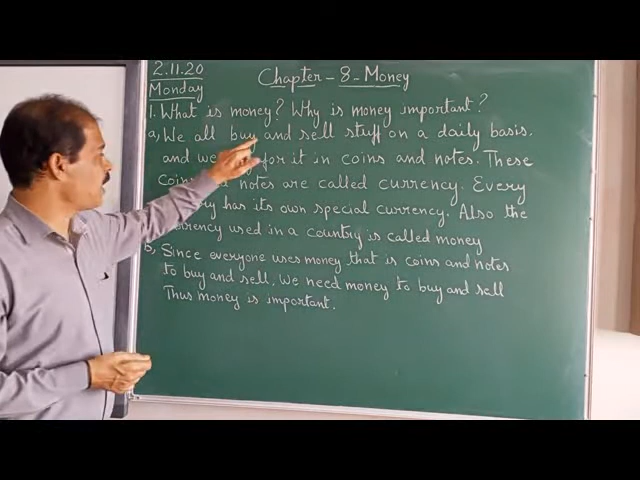 2.11.20
Monday
Chapter - 8 - Money
1. What is money? Why is money important?
a, We all buy and sell stuff on a daily basis.
and we for it in coins and notes. These
notes are called currency. Every
has its own special currency. Also the
used in a country is called money
b, Since everyone uses money that is coins and notes
to buy and sell. We need money to buy and sell
Thus money is important.